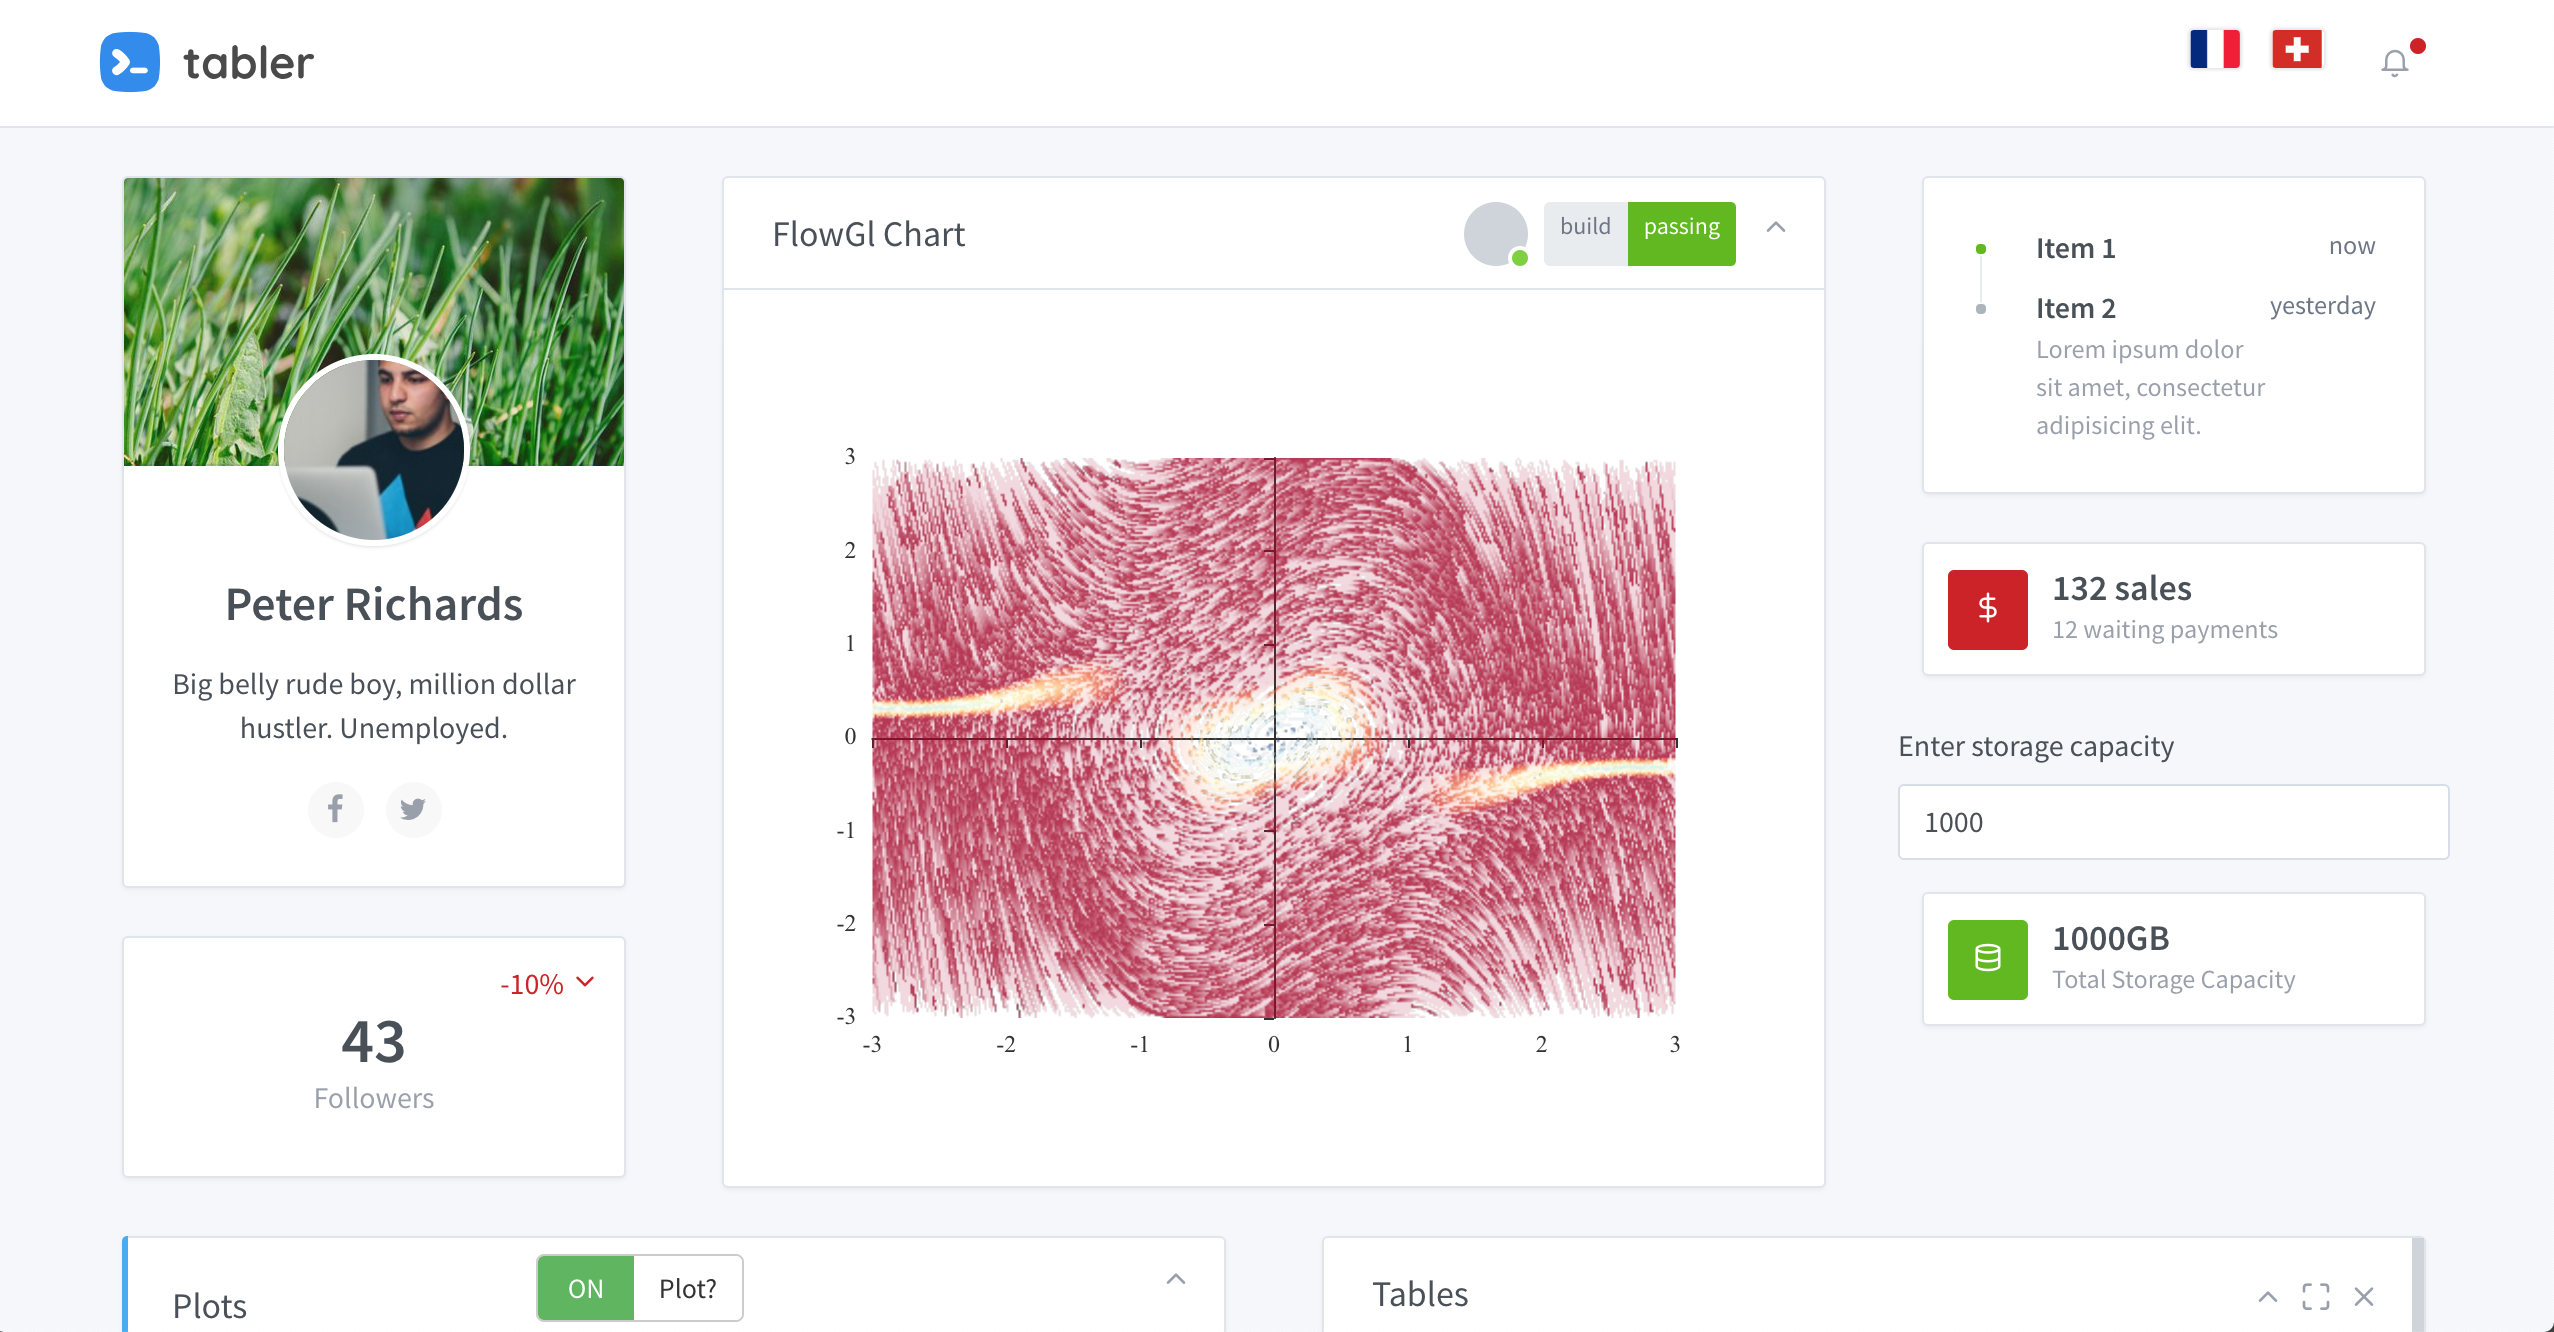 tabler
Peter Richards
Big belly rude boy, million dollar
hustler. Unemployed.
-10%
43
Followers
FlowGl Chart
build passing
3
2
1
0
-1
-2
-3
-3 -2 -1 0 1 2 3
Item 1 now
Item 2 yesterday
Lorem ipsum dolor
sit amet, consectetur
adipisicing elit.
$ 132 sales
12 waiting payments
Enter storage capacity
1000
1000GB
Total Storage Capacity
Plots ON Plot?
Tables